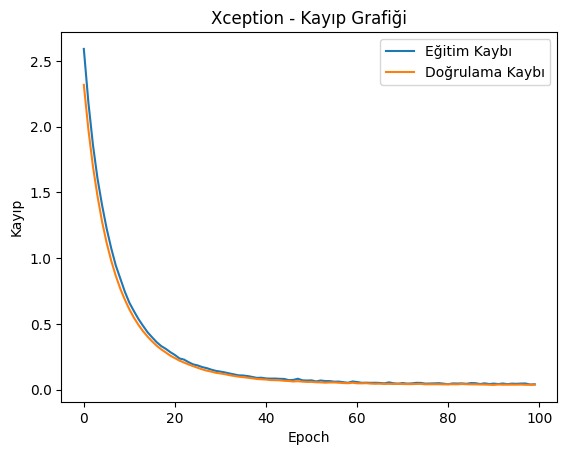 Xception - Kayıp Grafiği
Eğitim Kaybı
Doğrulama Kaybı
Kayıp
2.5
2.0
1.5
1.0
0.5
0.0
0 20 40 60 80 100
Epoch